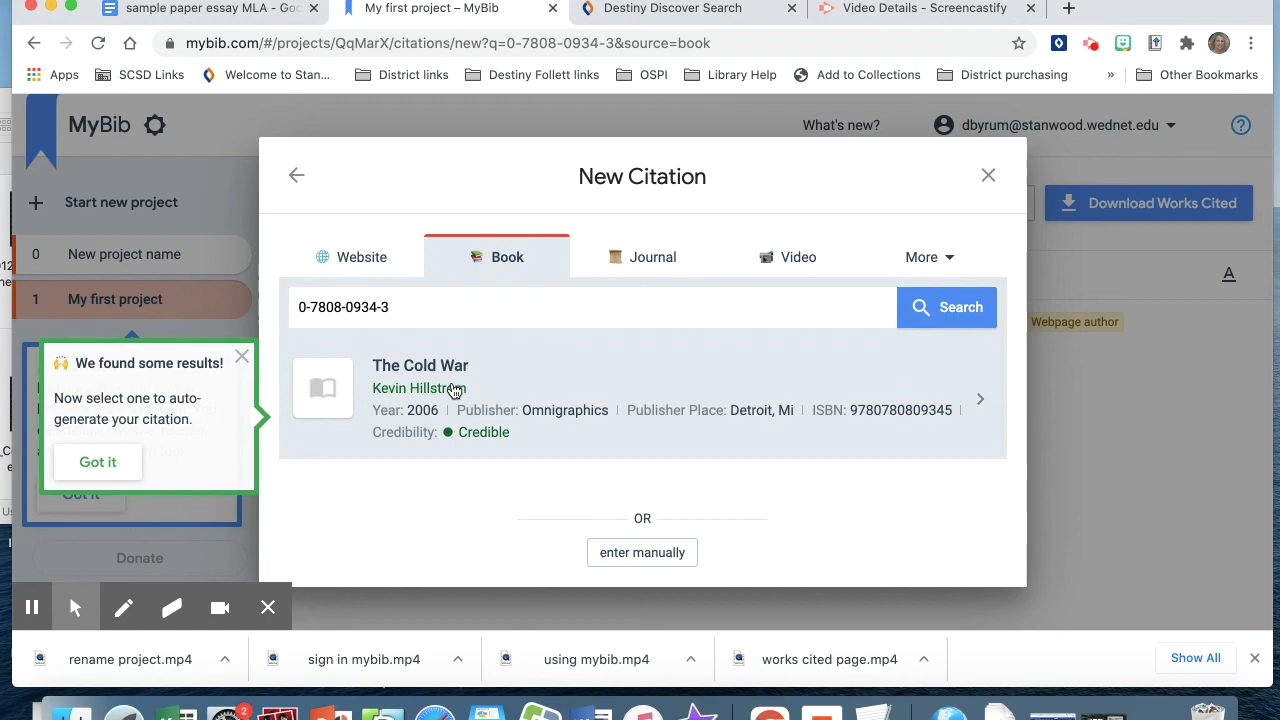 sample paper essay MLA - Goo
My first project – MyBib
Destiny Discover Search
Video Details - Screencastify
mybib.com/#/projects/QqMarX/citations/new?q=0-7808-0934-3&source=book
Apps
SCSD Links
Welcome to Stan...
District links
Destiny Follett links
OSPI
Library Help
Add to Collections
District purchasing
»
Other Bookmarks
MyBib
What's new?
dbyrum@stanwood.wednet.edu
Start new project
0 New project name
1 My first project
Download Works Cited
Webpage author
New Citation
Website
Book
Journal
Video
More
0-7808-0934-3
Search
The Cold War
Kevin Hillstrom
Year: 2006 Publisher: Omnigraphics Publisher Place: Detroit, Mi ISBN: 9780780809345
Credibility: Credible
OR
enter manually
We found some results!
Now select one to auto-
generate your citation.
Got it
Got it
Donate
rename project.mp4
sign in mybib.mp4
using mybib.mp4
works cited page.mp4
Show All
2